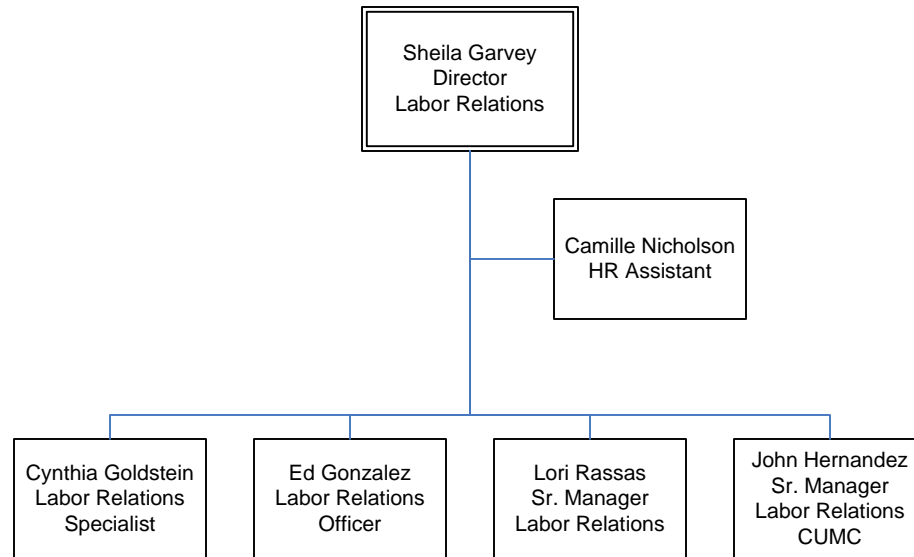 Sheila Garvey
Director
Labor Relations
Camille Nicholson
HR Assistant
Cynthia Goldstein
Labor Relations
Specialist
Ed Gonzalez
Labor Relations
Officer
Lori Rassas
Sr. Manager
Labor Relations
John Hernandez
Sr. Manager
Labor Relations
CUMC